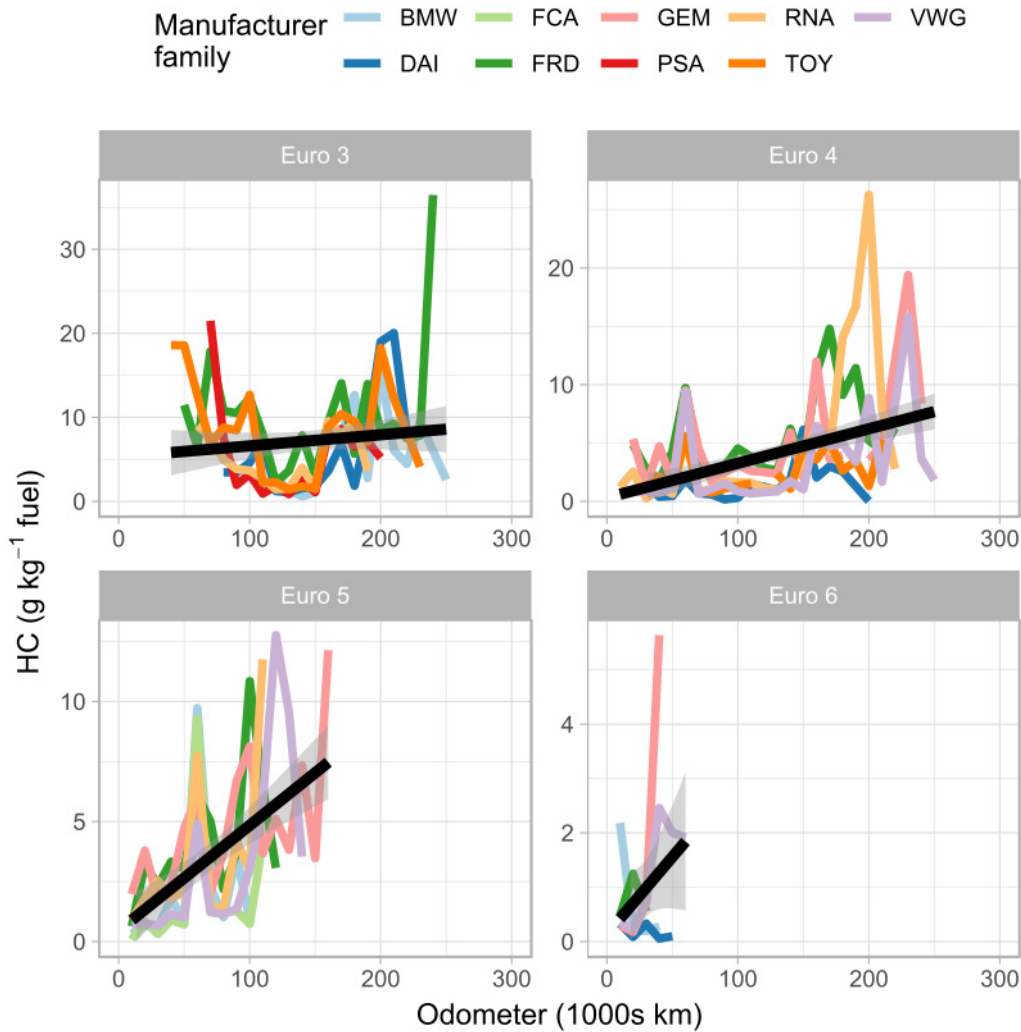 Manufacturer family
BMW FCA GEM RNA VWG
DAI FRD PSA TOY
Euro 3 Euro 4
30
20
10
0
20
10
0
0 100 200 300 0 100 200 300
Euro 5 Euro 6
10
5
0
6
4
2
0
0 100 200 300 0 100 200 300
HC (g kg⁻¹ fuel)
Odometer (1000s km)